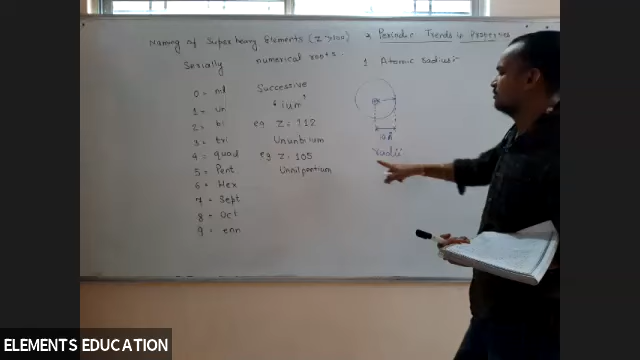 Naming of Super heavy Elements (Z > 100)
Serially numerical roots.
0 = nil
1 = un
2 = bi
3 = tri
4 = quad
5 = Pent.
6 = Hex
7 = Sept
8 = Oct
9 = enn
Successive
"ium"
eg Z = 112
Ununbium
eg Z = 105
Unnilpentium
Periodic Trends in Properties
1 Atomic radius:-
radii
ELEMENTS EDUCATION